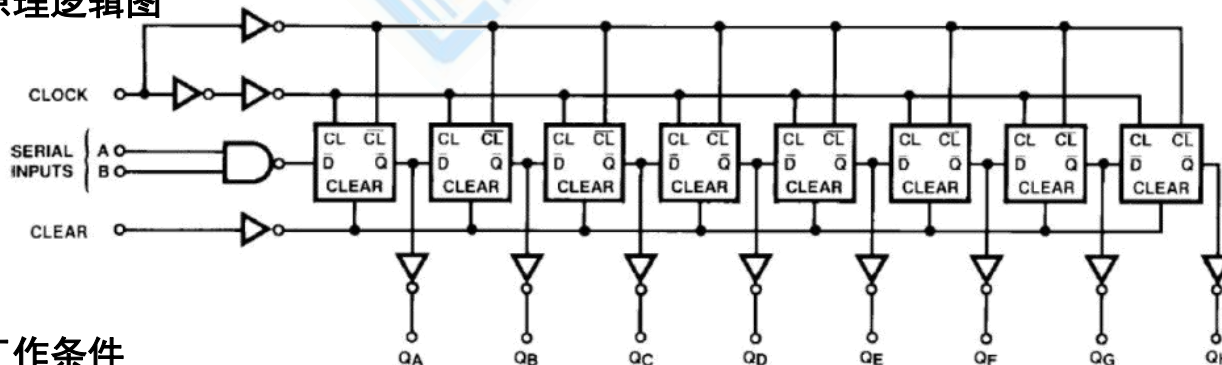 原理逻辑图
CLOCK
SERIAL INPUTS
A
B
CLEAR
CL C̅L̅ CL C̅L̅ CL C̅L̅ CL C̅L̅ CL C̅L̅ CL C̅L̅ CL C̅L̅ CL C̅L̅
D̅ Q̅ D̅ Q̅ D̅ Q̅ D̅ Q̅ D̅ Q̅ D̅ Q̅ D̅ Q̅ D̅ Q̅
CLEAR CLEAR CLEAR CLEAR CLEAR CLEAR CLEAR CLEAR
QA QB QC QD QE QF QG QH
工作条件